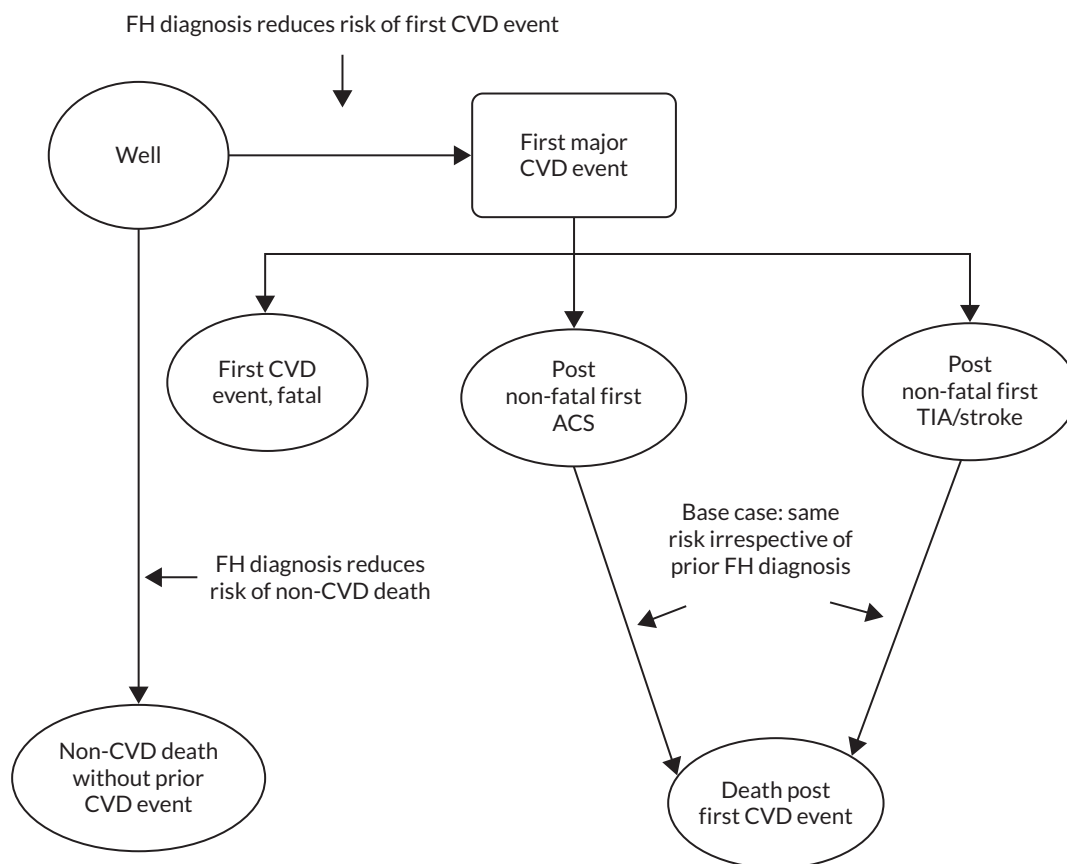 FH diagnosis reduces risk of first CVD event
Well
First major
CVD event
First CVD
event, fatal
Post
non-fatal first
ACS
Post
non-fatal first
TIA/stroke
Base case: same
risk irrespective of
prior FH diagnosis
FH diagnosis reduces
risk of non-CVD death
Non-CVD death
without prior
CVD event
Death post
first CVD event